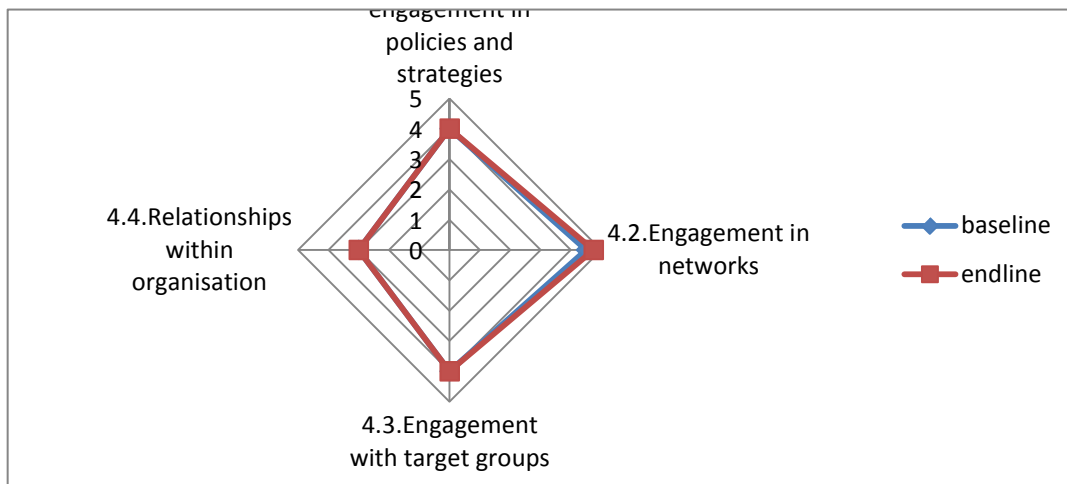 engagement in
policies and
strategies
5
4
3
2
1
0
4.4.Relationships
within
organisation
4.2.Engagement in
networks
4.3.Engagement
with target groups
baseline
endline